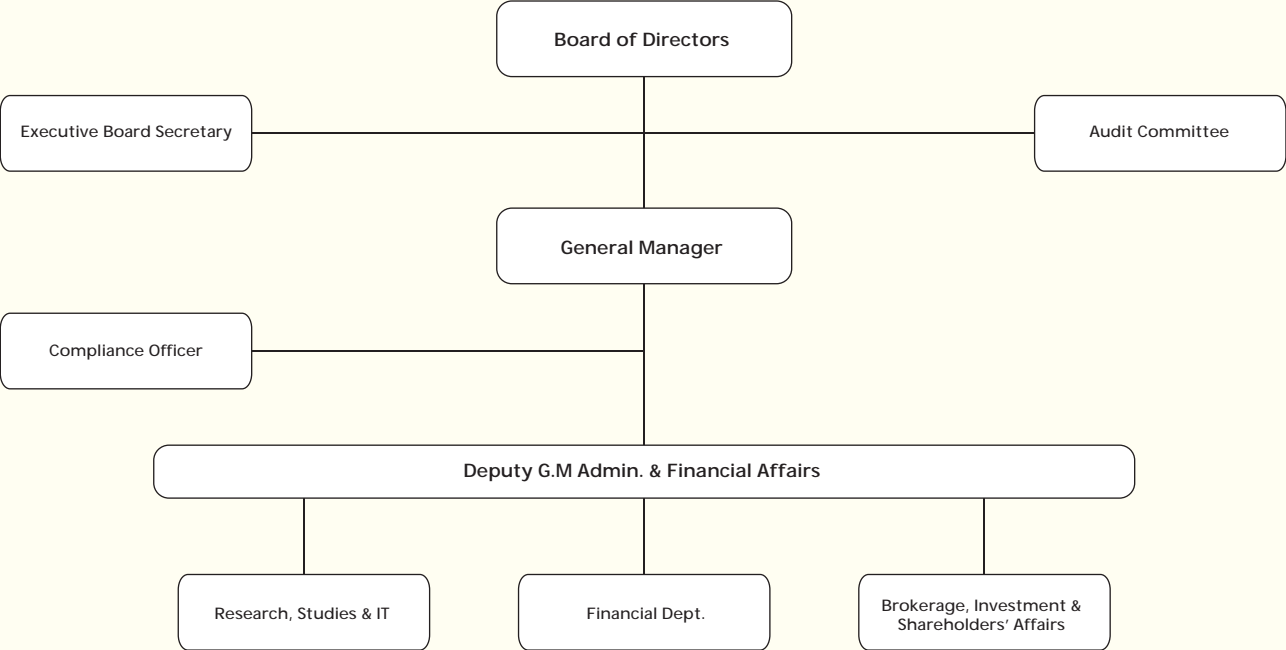 Board of Directors
Executive Board Secretary
Audit Committee
General Manager
Compliance Officer
Deputy G.M Admin. & Financial Affairs
Research, Studies & IT
Financial Dept.
Brokerage, Investment &
Shareholders’ Affairs